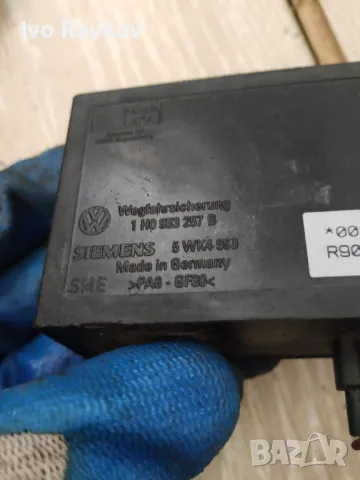 Ivo Raykov
Wegfahrsicherung
1 H0 953 257 B
SIEMENS 5 WK4 950
Made in Germany
SHE >PA6 - GF30<
*00
R90
BAZAR